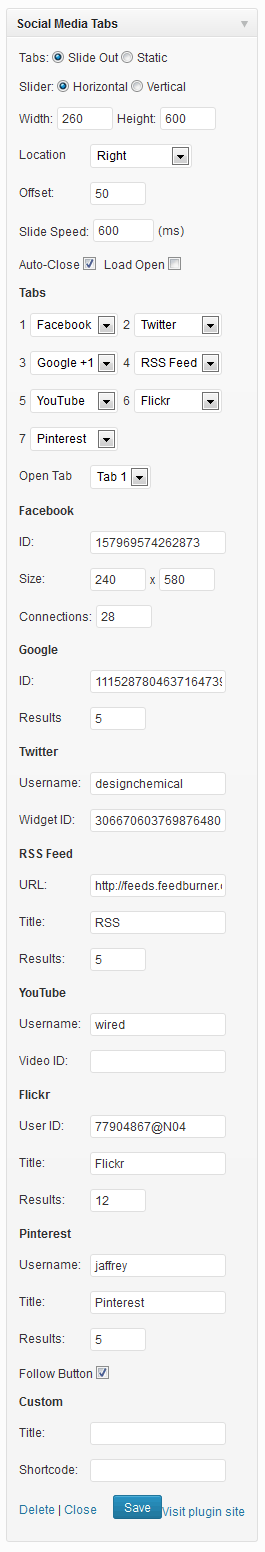 Social Media Tabs
Tabs: Slide Out Static
Slider: Horizontal Vertical
Width: 260 Height: 600
Location Right
Offset: 50
Slide Speed: 600 (ms)
Auto-Close Load Open
Tabs
1 Facebook 2 Twitter
3 Google +1 4 RSS Feed
5 YouTube 6 Flickr
7 Pinterest
Open Tab Tab 1
Facebook
ID: 157969574262873
Size: 240 x 580
Connections: 28
Google
ID: 1115287804637164739
Results 5
Twitter
Username: designchemical
Widget ID: 306670603769876480
RSS Feed
URL: http://feeds.feedburner.c
Title: RSS
Results: 5
YouTube
Username: wired
Video ID:
Flickr
User ID: 77904867@N04
Title: Flickr
Results: 12
Pinterest
Username: jaffrey
Title: Pinterest
Results: 5
Follow Button
Custom
Title:
Shortcode:
Delete | Close Save Visit plugin site